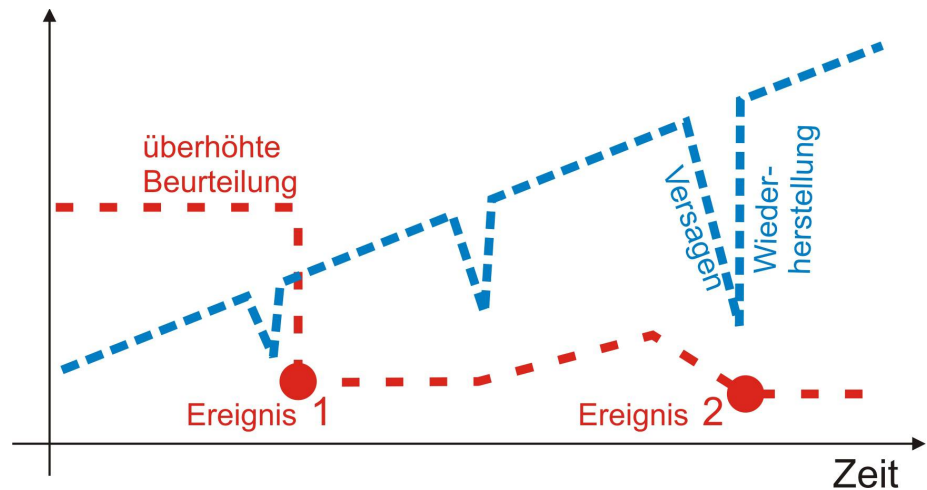 überhöhte
Beurteilung
Versagen
Wieder-
herstellung
Ereignis 1
Ereignis 2
Zeit